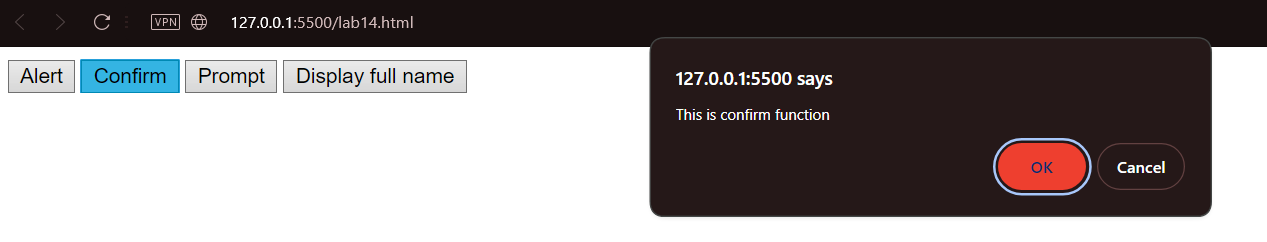 VPN 127.0.0.1:5500/lab14.html
Alert Confirm Prompt Display full name
127.0.0.1:5500 says
This is confirm function
OK Cancel